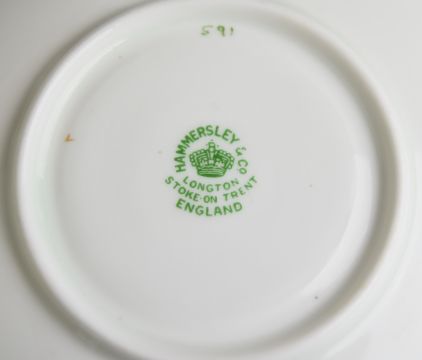 591
HAMMERSLEY & CO
LONGTON
STOKE-ON TRENT
ENGLAND